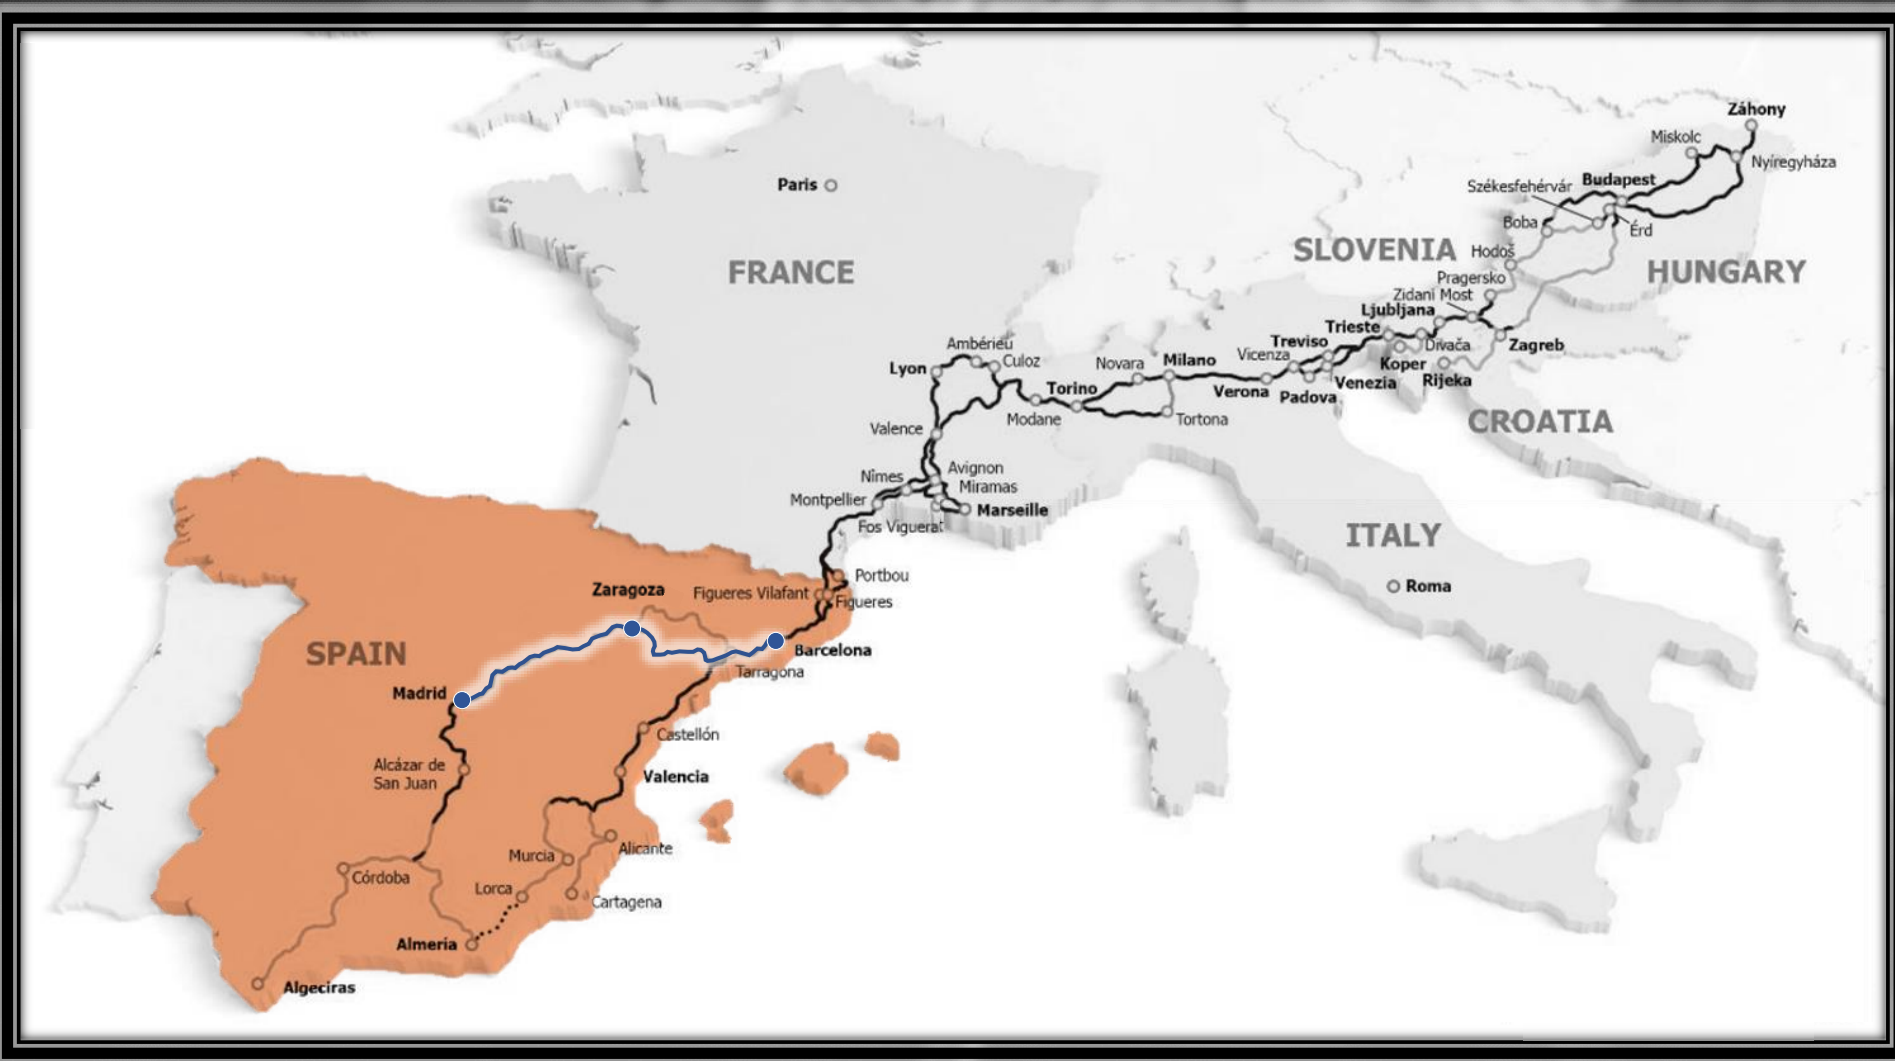 Záhony
Miskolc
Nyíregyháza
Budapest
Székesfehérvár
Paris
Boba
Érd
SLOVENIA
Hodoš
FRANCE
HUNGARY
Pragersko
Zidani Most
Ljubljana
Trieste
Treviso
Ambérieu
Divača
Zagreb
Vicenza
Culoz
Novara
Milano
Lyon
Koper
Rijeka
Venezia
Torino
Verona
Padova
Modane
Tortona
CROATIA
Valence
Avignon
Nîmes
Miramas
Montpellier
Marseille
Fos Viguerat
ITALY
Portbou
Roma
Zaragoza
Figueres Vilafant
Figueres
SPAIN
Barcelona
Tarragona
Madrid
Castellón
Alcázar de
San Juan
Valencia
Alicante
Murcia
Córdoba
Lorca
Cartagena
Almería
Algeciras